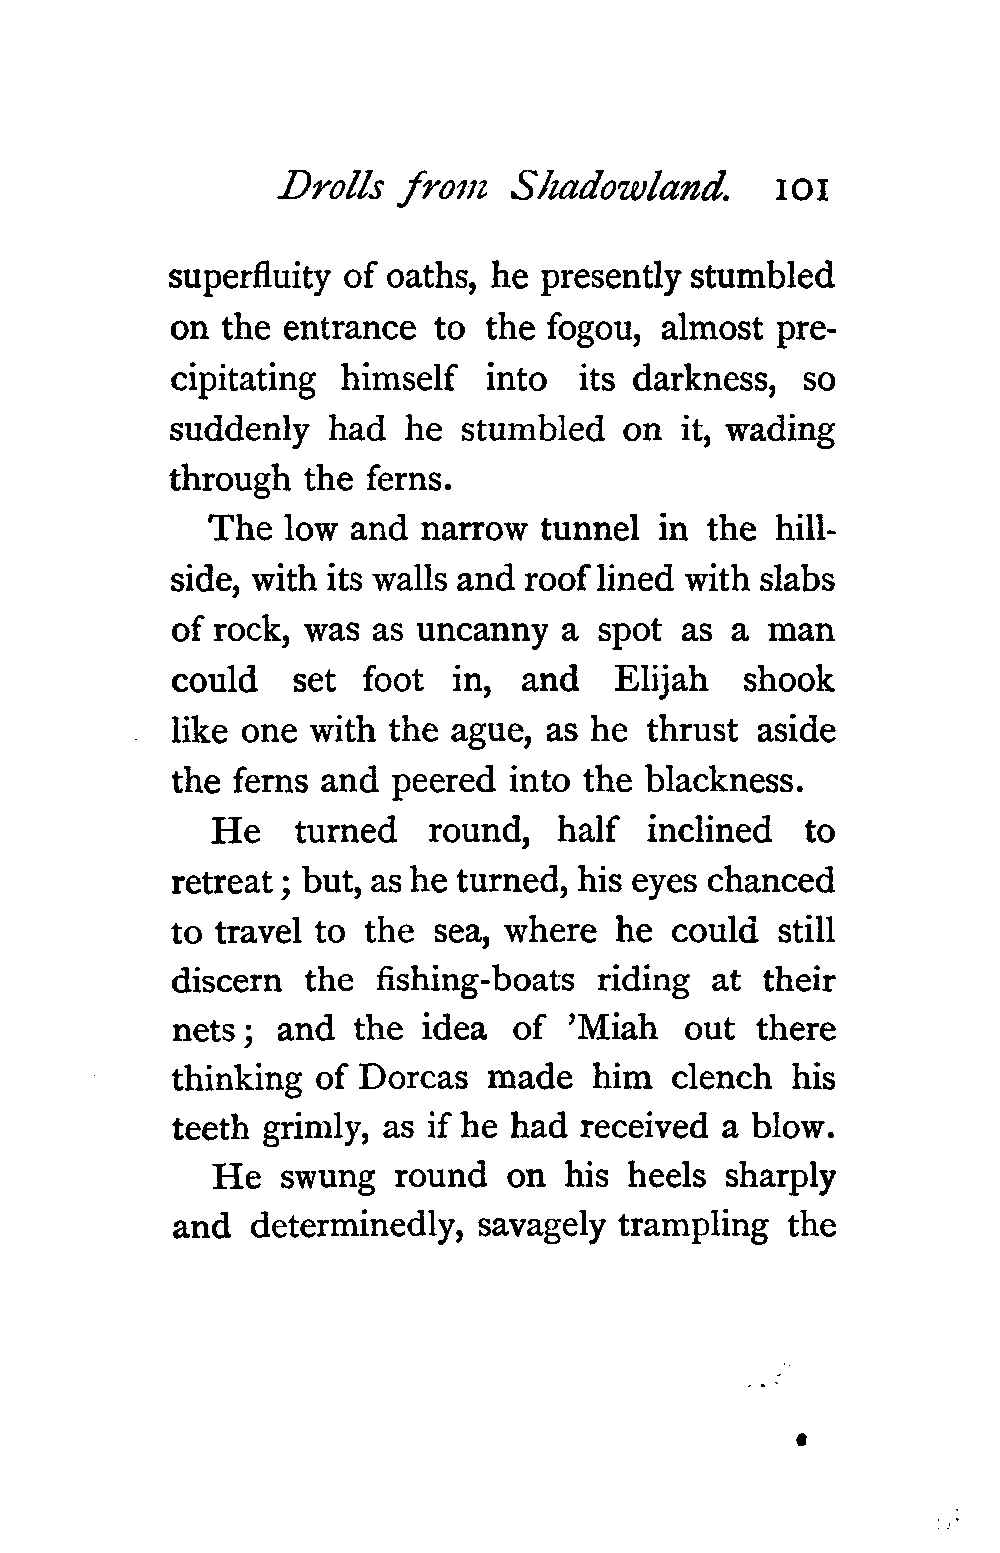 Drolls from Shadowland. 101
superfluity of oaths, he presently stumbled
on the entrance to the fogou, almost pre-
cipitating himself into its darkness, so
suddenly had he stumbled on it, wading
through the ferns.
The low and narrow tunnel in the hill-
side, with its walls and roof lined with slabs
of rock, was as uncanny a spot as a man
could set foot in, and Elijah shook
like one with the ague, as he thrust aside
the ferns and peered into the blackness.
He turned round, half inclined to
retreat; but, as he turned, his eyes chanced
to travel to the sea, where he could still
discern the fishing-boats riding at their
nets; and the idea of ’Miah out there
thinking of Dorcas made him clench his
teeth grimly, as if he had received a blow.
He swung round on his heels sharply
and determinedly, savagely trampling the